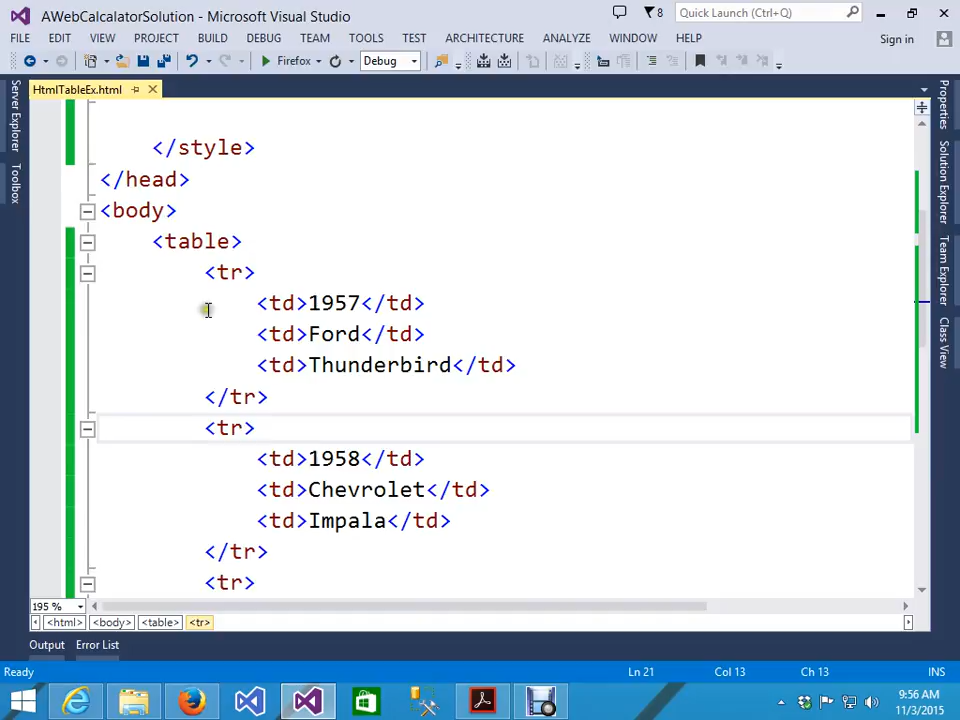 AWebCalcalatorSolution - Microsoft Visual Studio
8
Quick Launch (Ctrl+Q)
FILE EDIT VIEW PROJECT BUILD DEBUG TEAM TOOLS TEST ARCHITECTURE ANALYZE WINDOW HELP
Sign in
Firefox
Debug
HtmlTableEx.html
Server Explorer
Toolbox
Properties
Solution Explorer
Team Explorer
Class View
</style>
</head>
<body>
<table>
<tr>
<td>1957</td>
<td>Ford</td>
<td>Thunderbird</td>
</tr>
<tr>
<td>1958</td>
<td>Chevrolet</td>
<td>Impala</td>
</tr>
<tr>
195 %
<html> <body> <table> <tr>
Output Error List
Ready
Ln 21
Col 13
Ch 13
INS
9:56 AM
11/3/2015